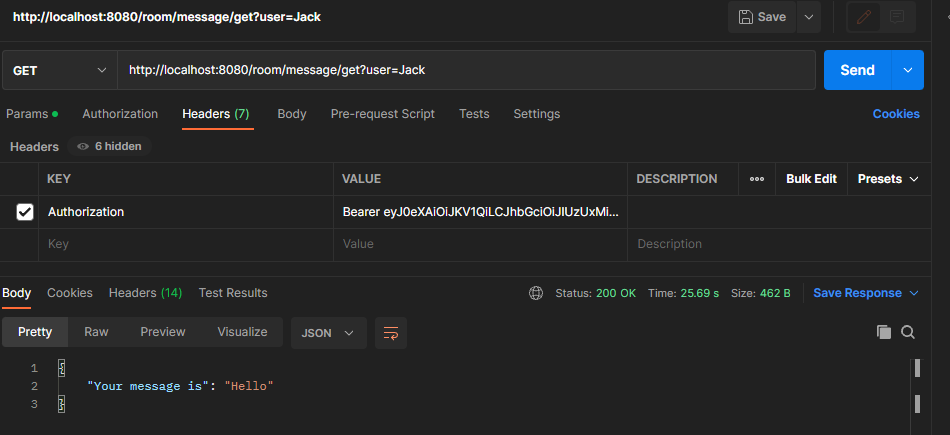 http://localhost:8080/room/message/get?user=Jack Save
GET http://localhost:8080/room/message/get?user=Jack Send
Params Authorization Headers (7) Body Pre-request Script Tests Settings Cookies
Headers 6 hidden
KEY VALUE DESCRIPTION ••• Bulk Edit Presets
Authorization Bearer eyJ0eXAiOiJKV1QiLCJhbGciOiJIUzUxMi...
Key Value Description
Body Cookies Headers (14) Test Results Status: 200 OK Time: 25.69 s Size: 462 B Save Response
Pretty Raw Preview Visualize JSON
1 {
2 "Your message is": "Hello"
3 }